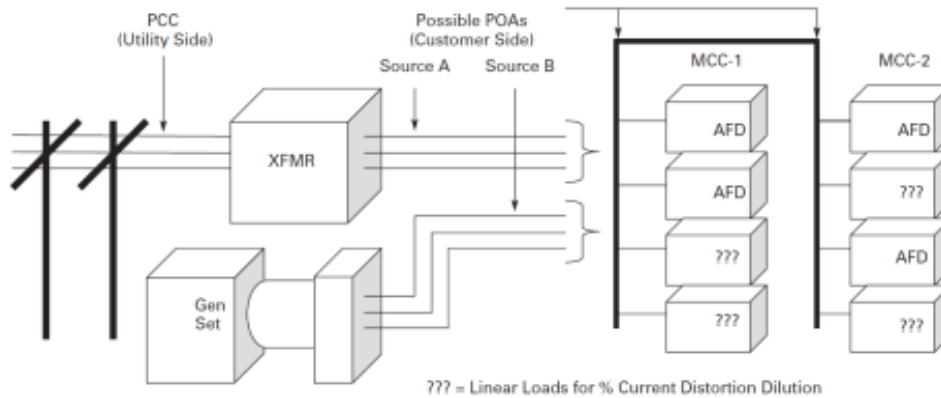 PCC
(Utility Side)
Possible POAs
(Customer Side)
Source A
Source B
MCC-1
MCC-2
XFMR
AFD
AFD
???
???
AFD
???
AFD
???
Gen
Set
??? = Linear Loads for % Current Distortion Dilution